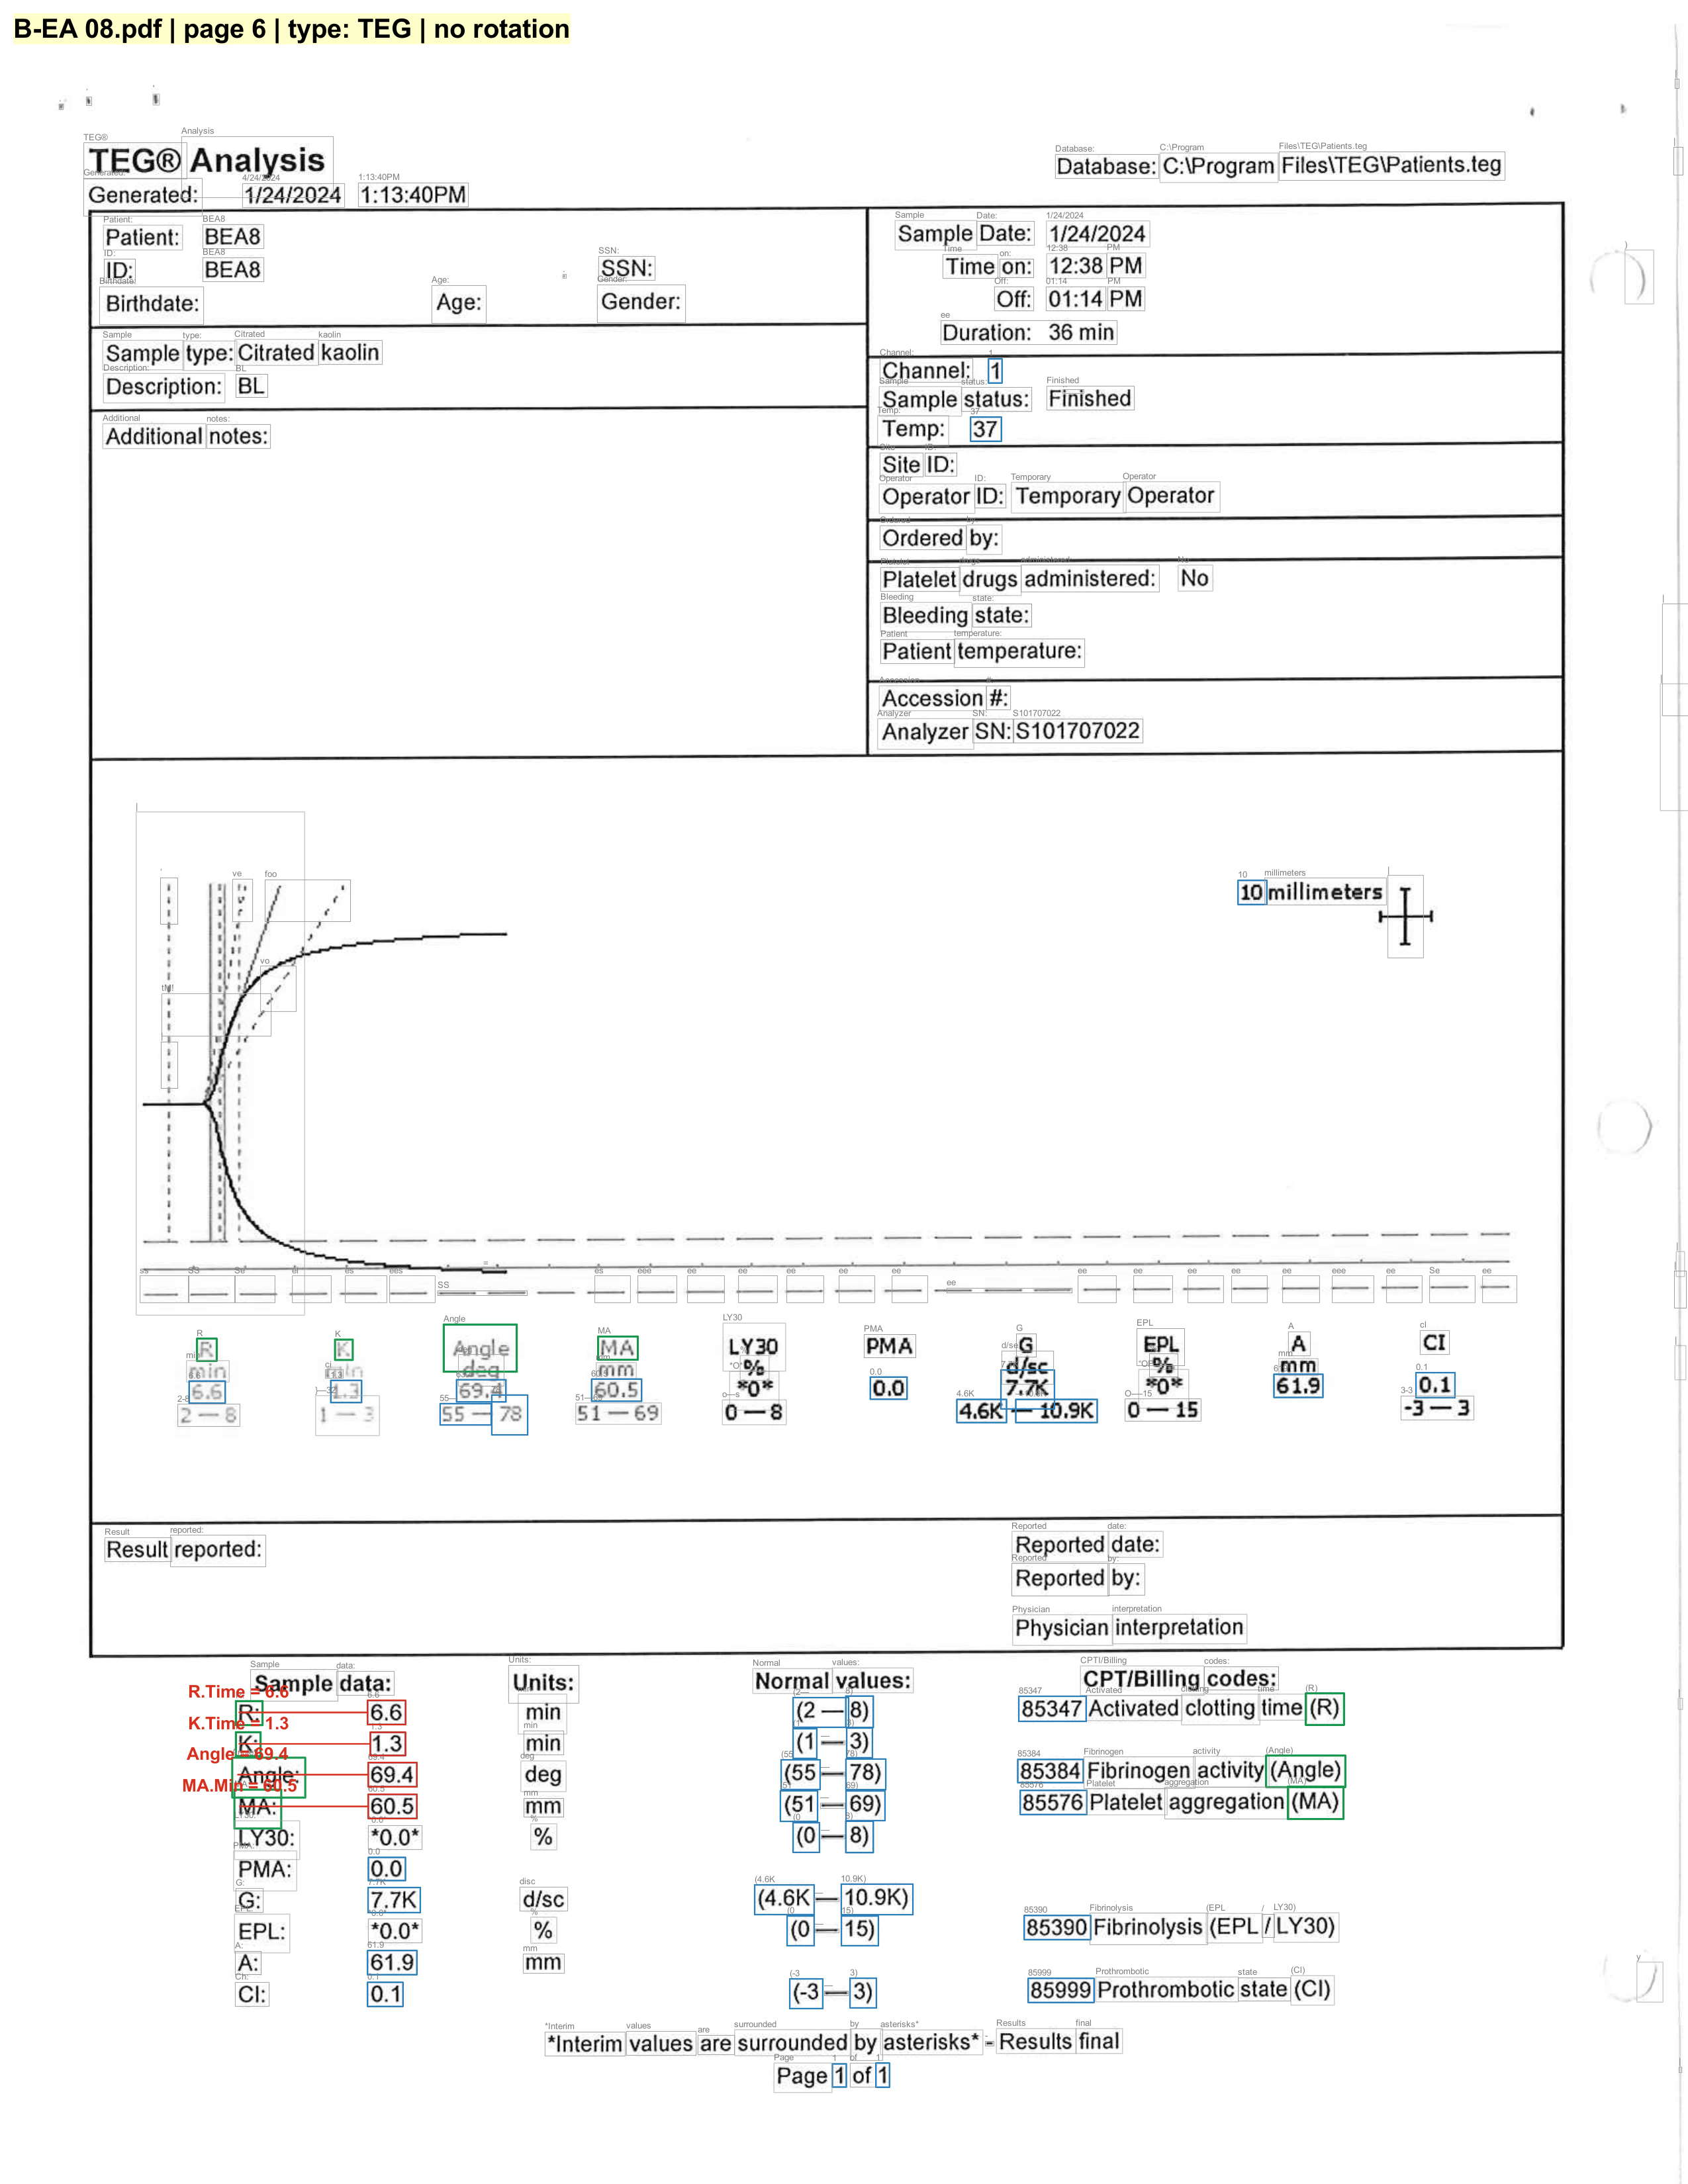 B-EA 08.pdf | page 6 | type: TEG | no rotation
TEG® Analysis
Generated: 1/24/2024 1:13:40PM
Database: C:\Program Files\TEG\Patients.teg
Patient: BEA8
ID: BEA8
SSN:
Birthdate:
Age:
Gender:
Sample type: Citrated kaolin
Description: BL
Additional notes:
Sample Date: 1/24/2024
Time on: 12:38 PM
Off: 01:14 PM
Duration: 36 min
Channel: 1
Sample status: Finished
Temp: 37
Site ID:
Operator ID: Temporary Operator
Ordered by:
Platelet drugs administered: No
Bleeding state:
Patient temperature:
Accession #:
Analyzer SN: S101707022
10 millimeters
R K Angle MA LY30 PMA G EPL A CI
min min deg mm % d/sc % mm
6.6 1.3 69.4 60.5 *0* 0.0 7.7K *0* 61.9 0.1
2 — 8 1 — 3 55 — 78 51 — 69 0 — 8 4.6K — 10.9K 0 — 15 -3 — 3
Result reported:
Reported date:
Reported by:
Physician interpretation
Sample data: Units: Normal values: CPT/Billing codes:
R.Time = 6.6
R: 6.6 min (2 — 8) 85347 Activated clotting time (R)
K.Time = 1.3
K: 1.3 min (1 — 3)
Angle = 69.4
Angle: 69.4 deg (55 — 78) 85384 Fibrinogen activity (Angle)
MA.Min = 60.5
MA: 60.5 mm (51 — 69) 85576 Platelet aggregation (MA)
LY30: *0.0* % (0 — 8)
PMA: 0.0
G: 7.7K d/sc (4.6K — 10.9K)
EPL: *0.0* % (0 — 15) 85390 Fibrinolysis (EPL / LY30)
A: 61.9 mm
CI: 0.1 (-3 — 3) 85999 Prothrombotic state (CI)
*Interim values are surrounded by asterisks* - Results final
Page 1 of 1